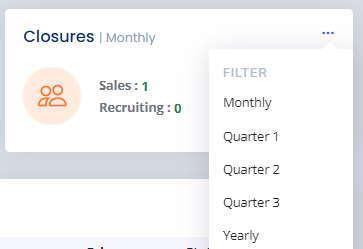 Closures | Monthly ...
Sales : 1
Recruiting : 0
FILTER
Monthly
Quarter 1
Quarter 2
Quarter 3
Yearly